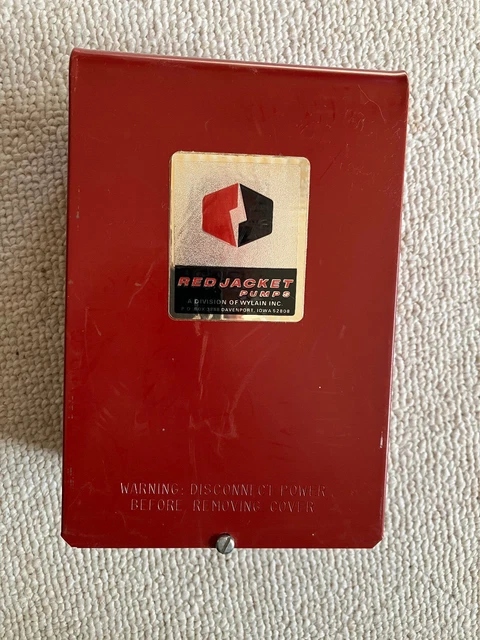 RED JACKET
PUMPS
A DIVISION OF WYLAIN INC.
DAVENPORT, IOWA 52808
WARNING: DISCONNECT POWER
BEFORE REMOVING COVER